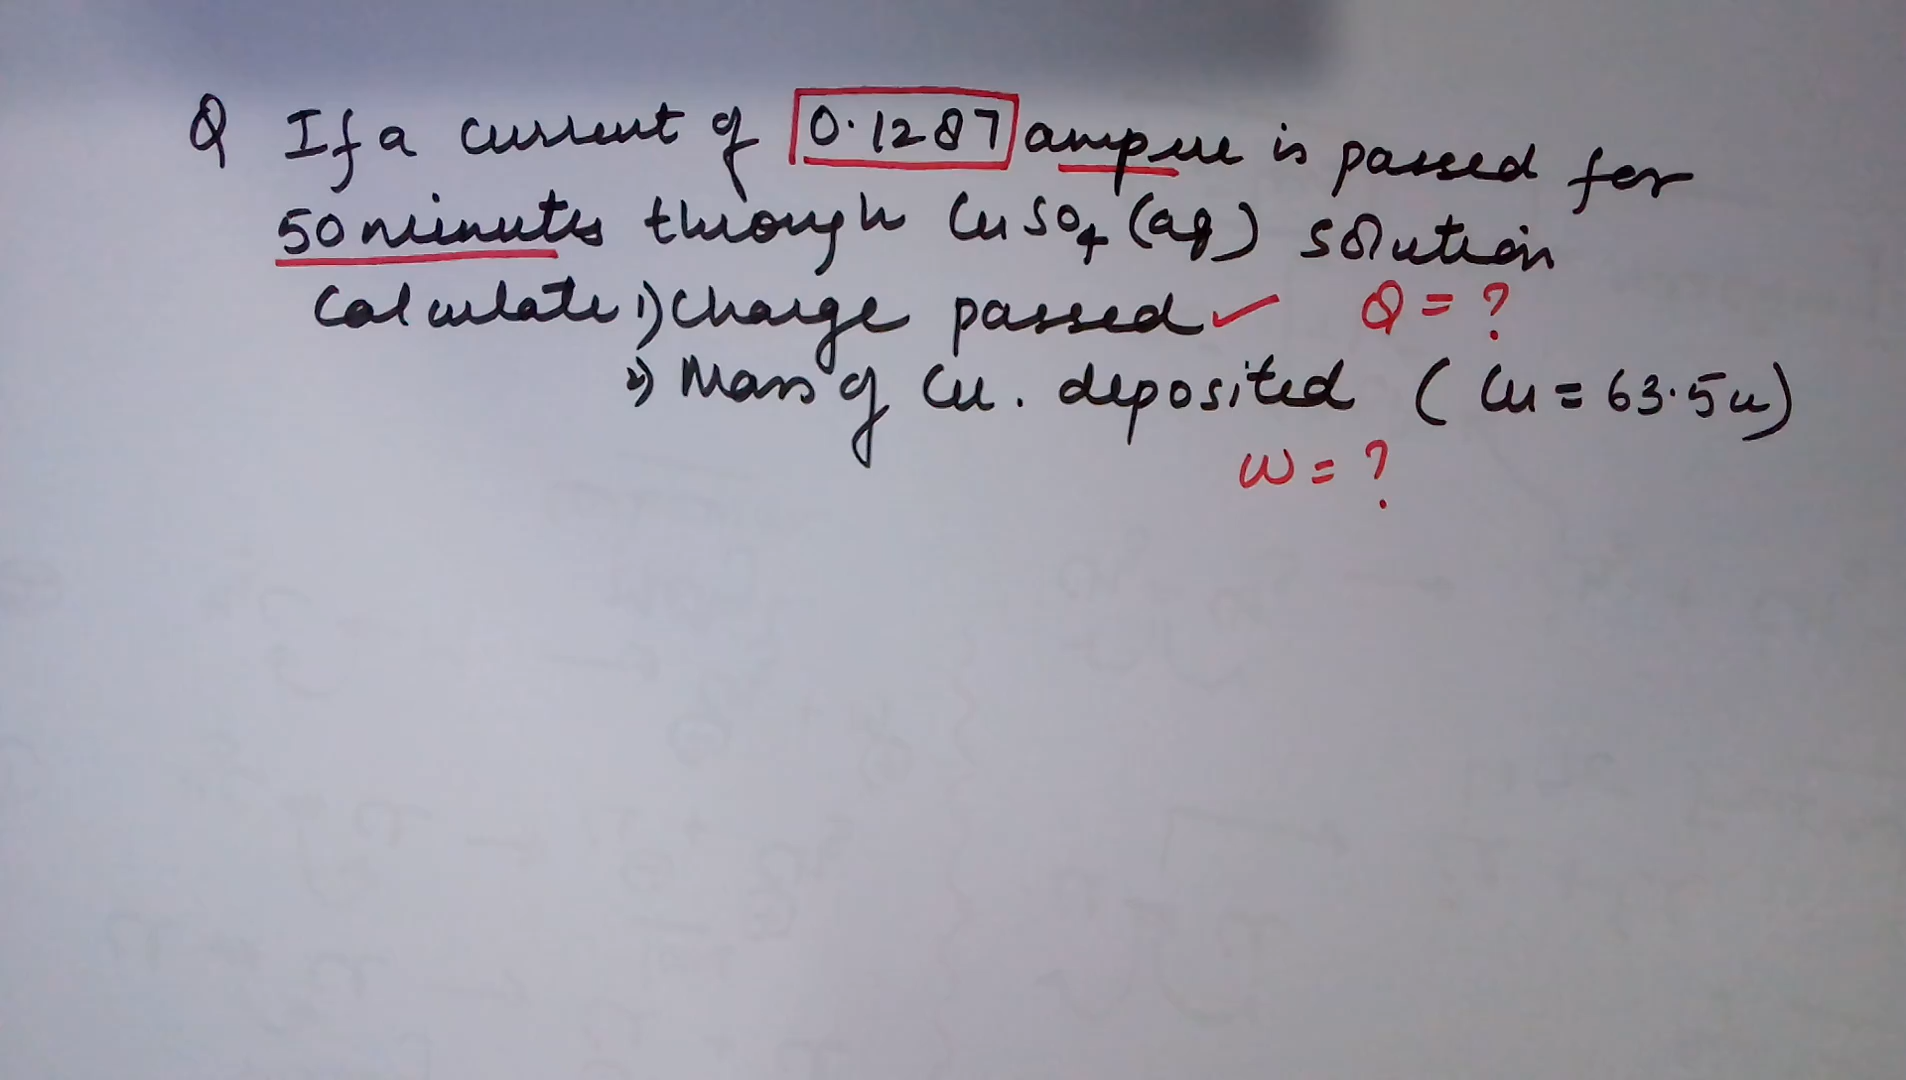 Q If a current of 0.1287 ampere is passed for
50 minutes through CuSO4 (aq) solution
Calculate 1) Charge passed ✓ Q = ?
2) Mass of Cu. deposited ( Cu = 63.5u)
W = ?